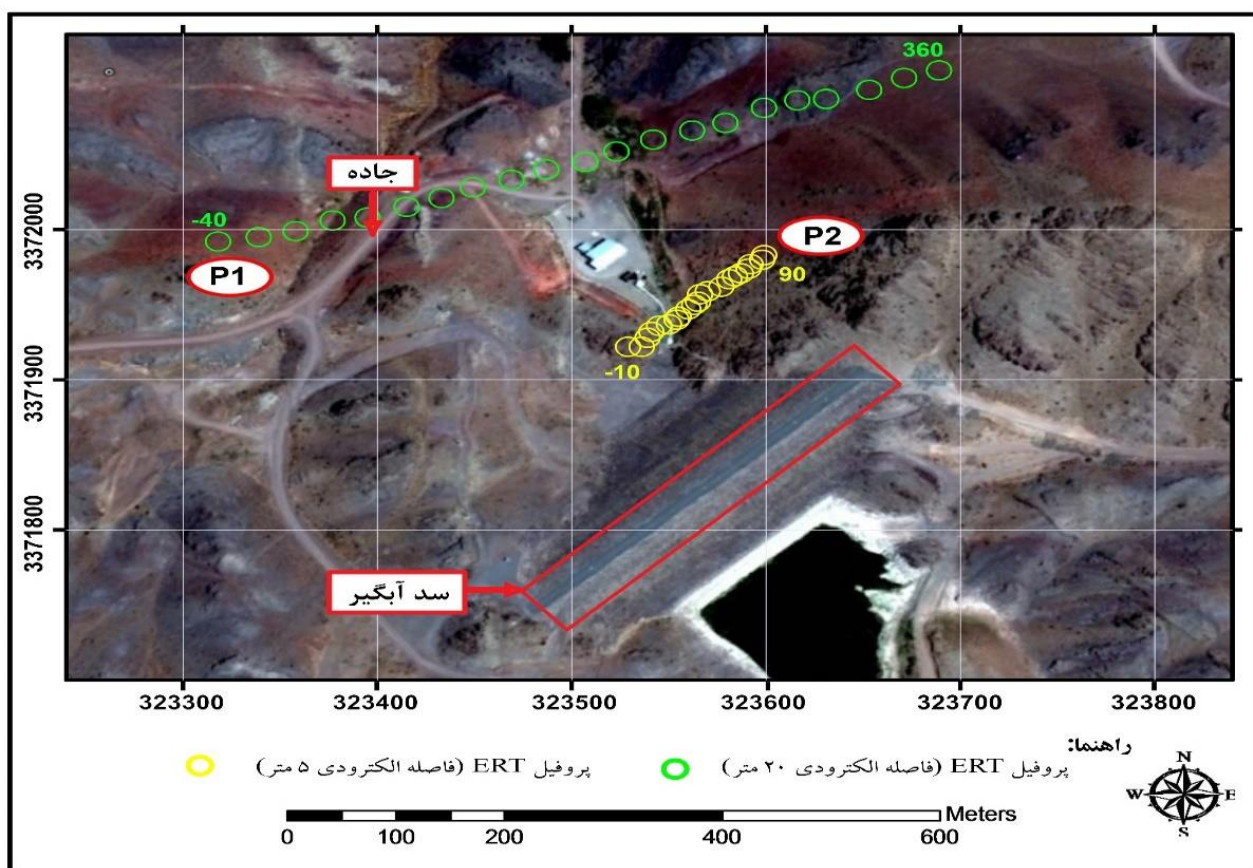 360
جاده
-40
P1
P2
90
-10
سد آبگیر
3372000
3371900
3371800
323300 323400 323500 323600 323700 323800
راهنما:
پروفیل ERT (فاصله الکترودی ۲۰ متر)
پروفیل ERT (فاصله الکترودی ۵ متر)
N
W E
S
Meters
0 100 200 400 600